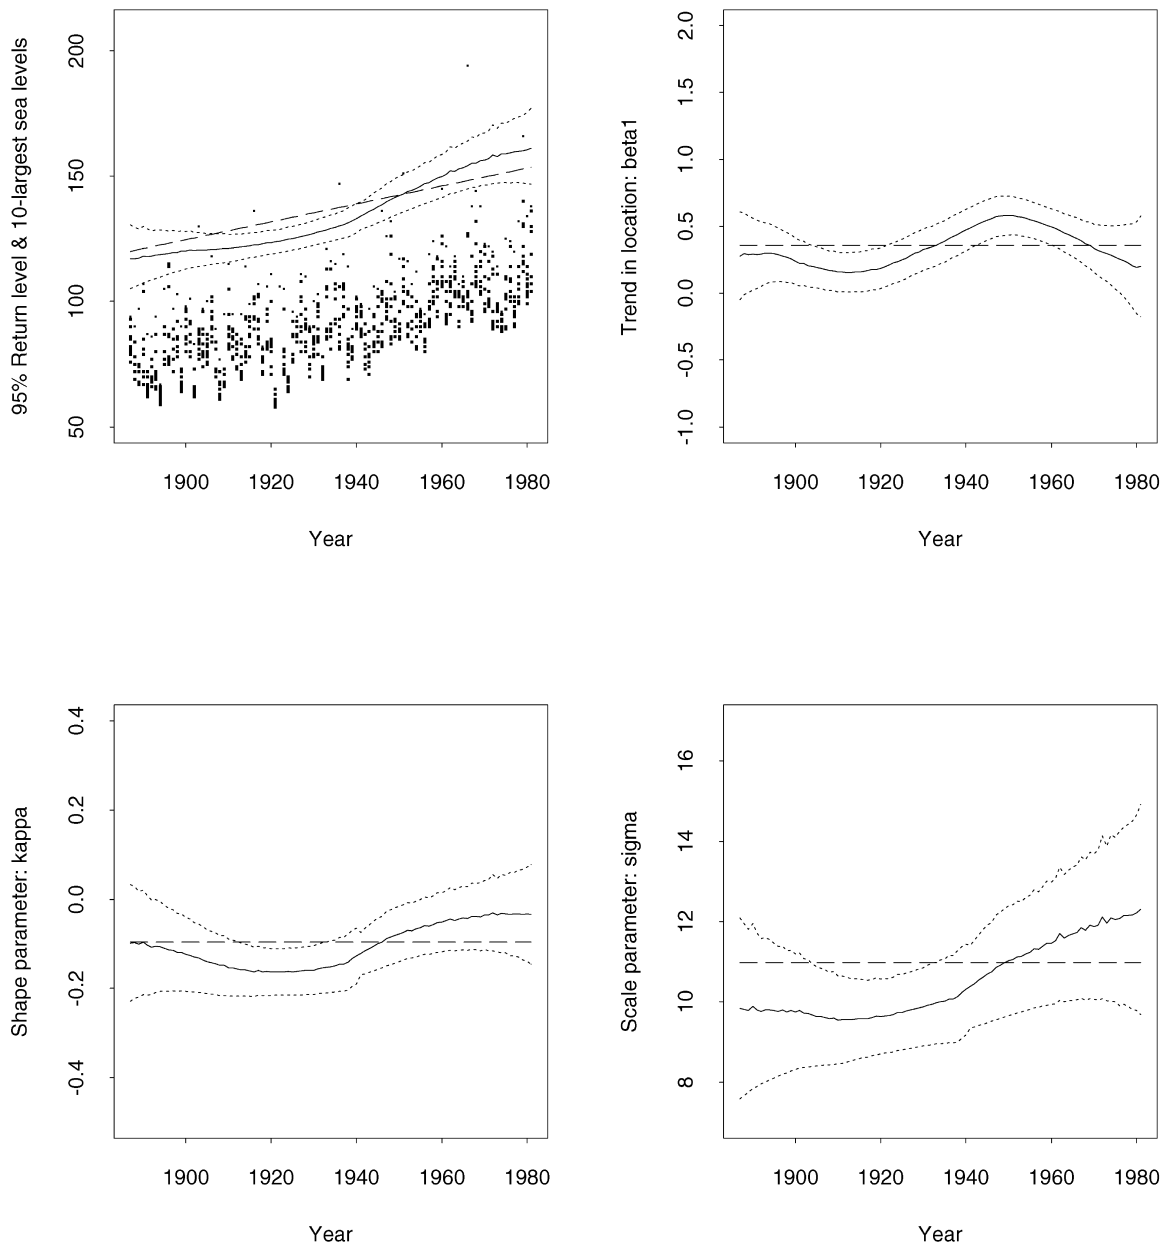 95% Return level & 10-largest sea levels
200
150
100
50
1900 1920 1940 1960 1980
Year
Trend in location: beta1
2.0
1.5
1.0
0.5
0.0
-0.5
-1.0
1900 1920 1940 1960 1980
Year
Shape parameter: kappa
0.4
0.2
0.0
-0.2
-0.4
1900 1920 1940 1960 1980
Year
Scale parameter: sigma
16
14
12
10
8
1900 1920 1940 1960 1980
Year